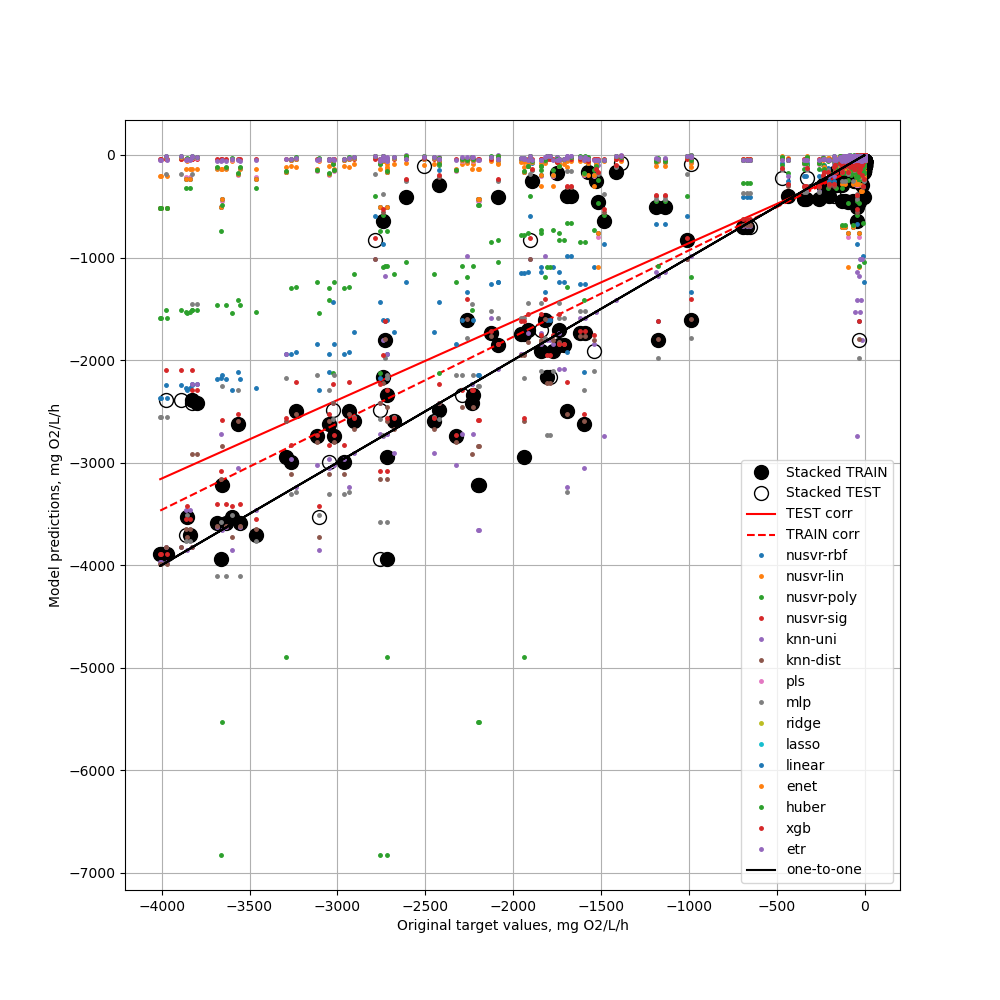 0
−1000
−2000
−3000
−4000
−5000
−6000
−7000
Model predictions, mg O2/L/h
−4000
−3500
−3000
−2500
−2000
−1500
−1000
−500
0
Original target values, mg O2/L/h
Stacked TRAIN
Stacked TEST
TEST corr
TRAIN corr
nusvr-rbf
nusvr-lin
nusvr-poly
nusvr-sig
knn-uni
knn-dist
pls
mlp
ridge
lasso
linear
enet
huber
xgb
etr
one-to-one